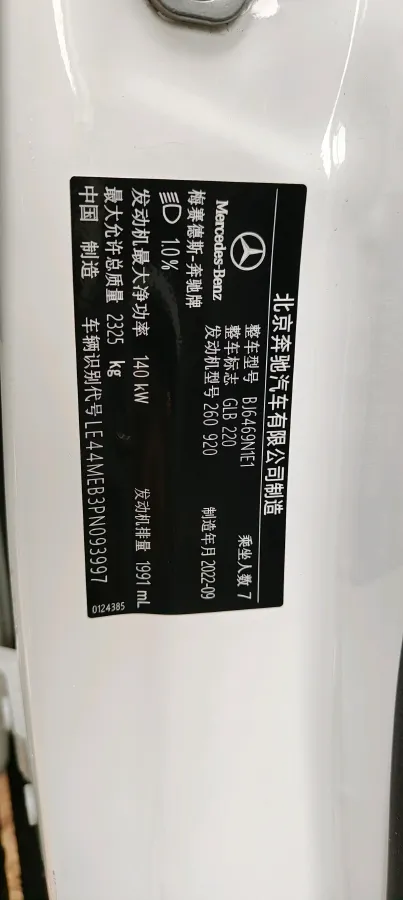 北京奔驰汽车有限公司制造
Mercedes-Benz
梅赛德斯-奔驰牌
整车型号 BJ6469N1E1 乘坐人数 7
整车标志 GLB 220
发动机型号 260 920 制造年月 2022-09
1.0%
发动机最大净功率 140 kW 发动机排量 1991 mL
最大允许总质量 2325 kg
中国 制造 车辆识别代号 LE44MEB3PN093997
0124385